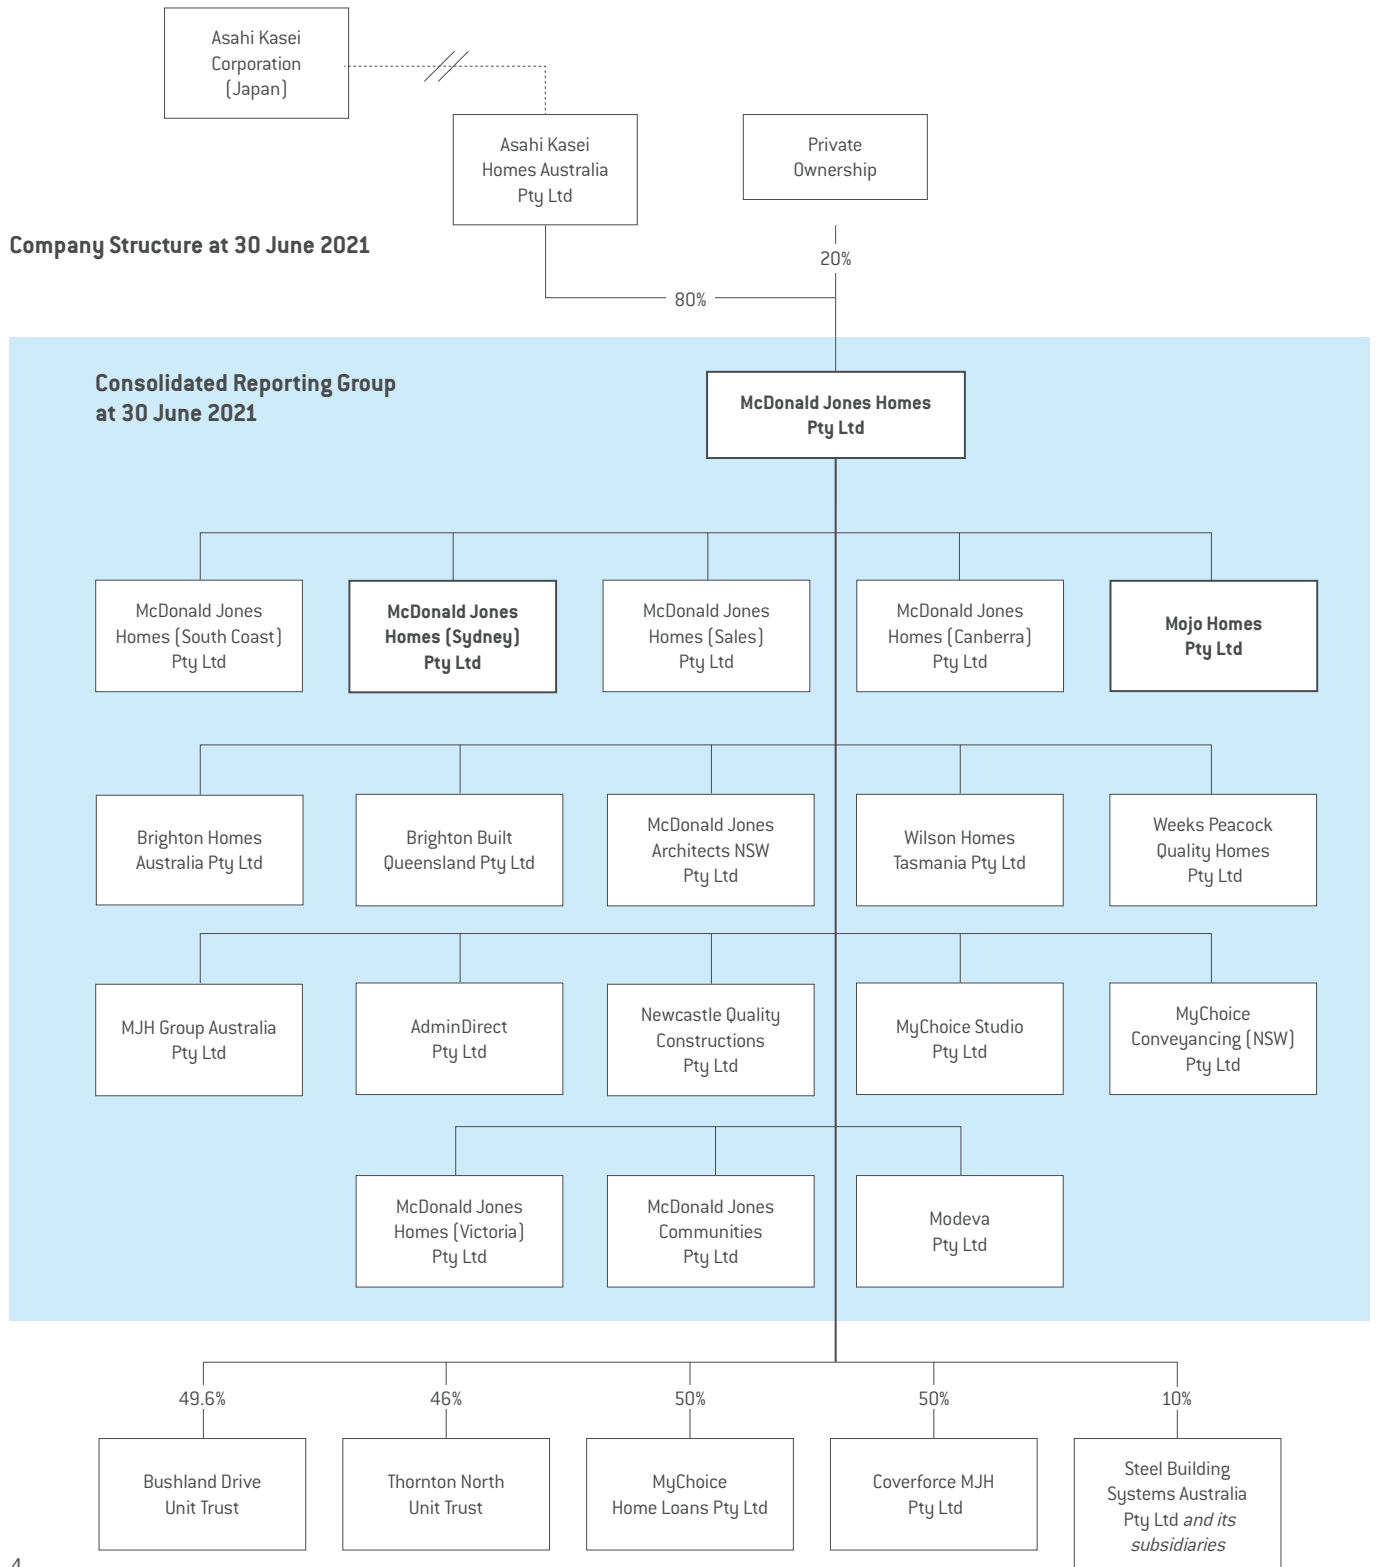 Asahi Kasei
Corporation
(Japan)
Asahi Kasei
Homes Australia
Pty Ltd
Private
Ownership
Company Structure at 30 June 2021
20%
80%
Consolidated Reporting Group
at 30 June 2021
McDonald Jones Homes
Pty Ltd
McDonald Jones
Homes (South Coast)
Pty Ltd
McDonald Jones
Homes (Sydney)
Pty Ltd
McDonald Jones
Homes (Sales)
Pty Ltd
McDonald Jones
Homes (Canberra)
Pty Ltd
Mojo Homes
Pty Ltd
Brighton Homes
Australia Pty Ltd
Brighton Built
Queensland Pty Ltd
McDonald Jones
Architects NSW
Pty Ltd
Wilson Homes
Tasmania Pty Ltd
Weeks Peacock
Quality Homes
Pty Ltd
MJH Group Australia
Pty Ltd
AdminDirect
Pty Ltd
Newcastle Quality
Constructions
Pty Ltd
MyChoice Studio
Pty Ltd
MyChoice
Conveyancing (NSW)
Pty Ltd
McDonald Jones
Homes (Victoria)
Pty Ltd
McDonald Jones
Communities
Pty Ltd
Modeva
Pty Ltd
49.6%
46%
50%
50%
10%
Bushland Drive
Unit Trust
Thornton North
Unit Trust
MyChoice
Home Loans Pty Ltd
Coverforce MJH
Pty Ltd
Steel Building
Systems Australia
Pty Ltd and its
subsidiaries
4